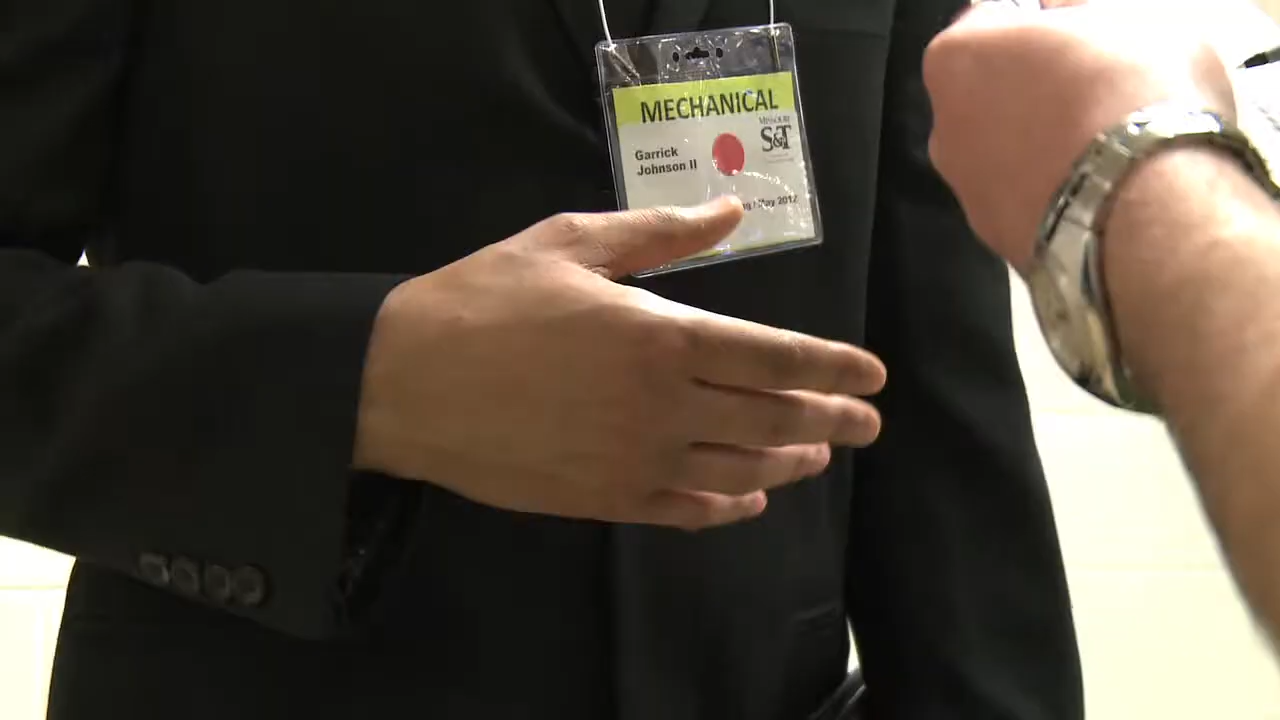 MECHANICAL
MISSOURI
S&T
Garrick
Johnson II
May 2012